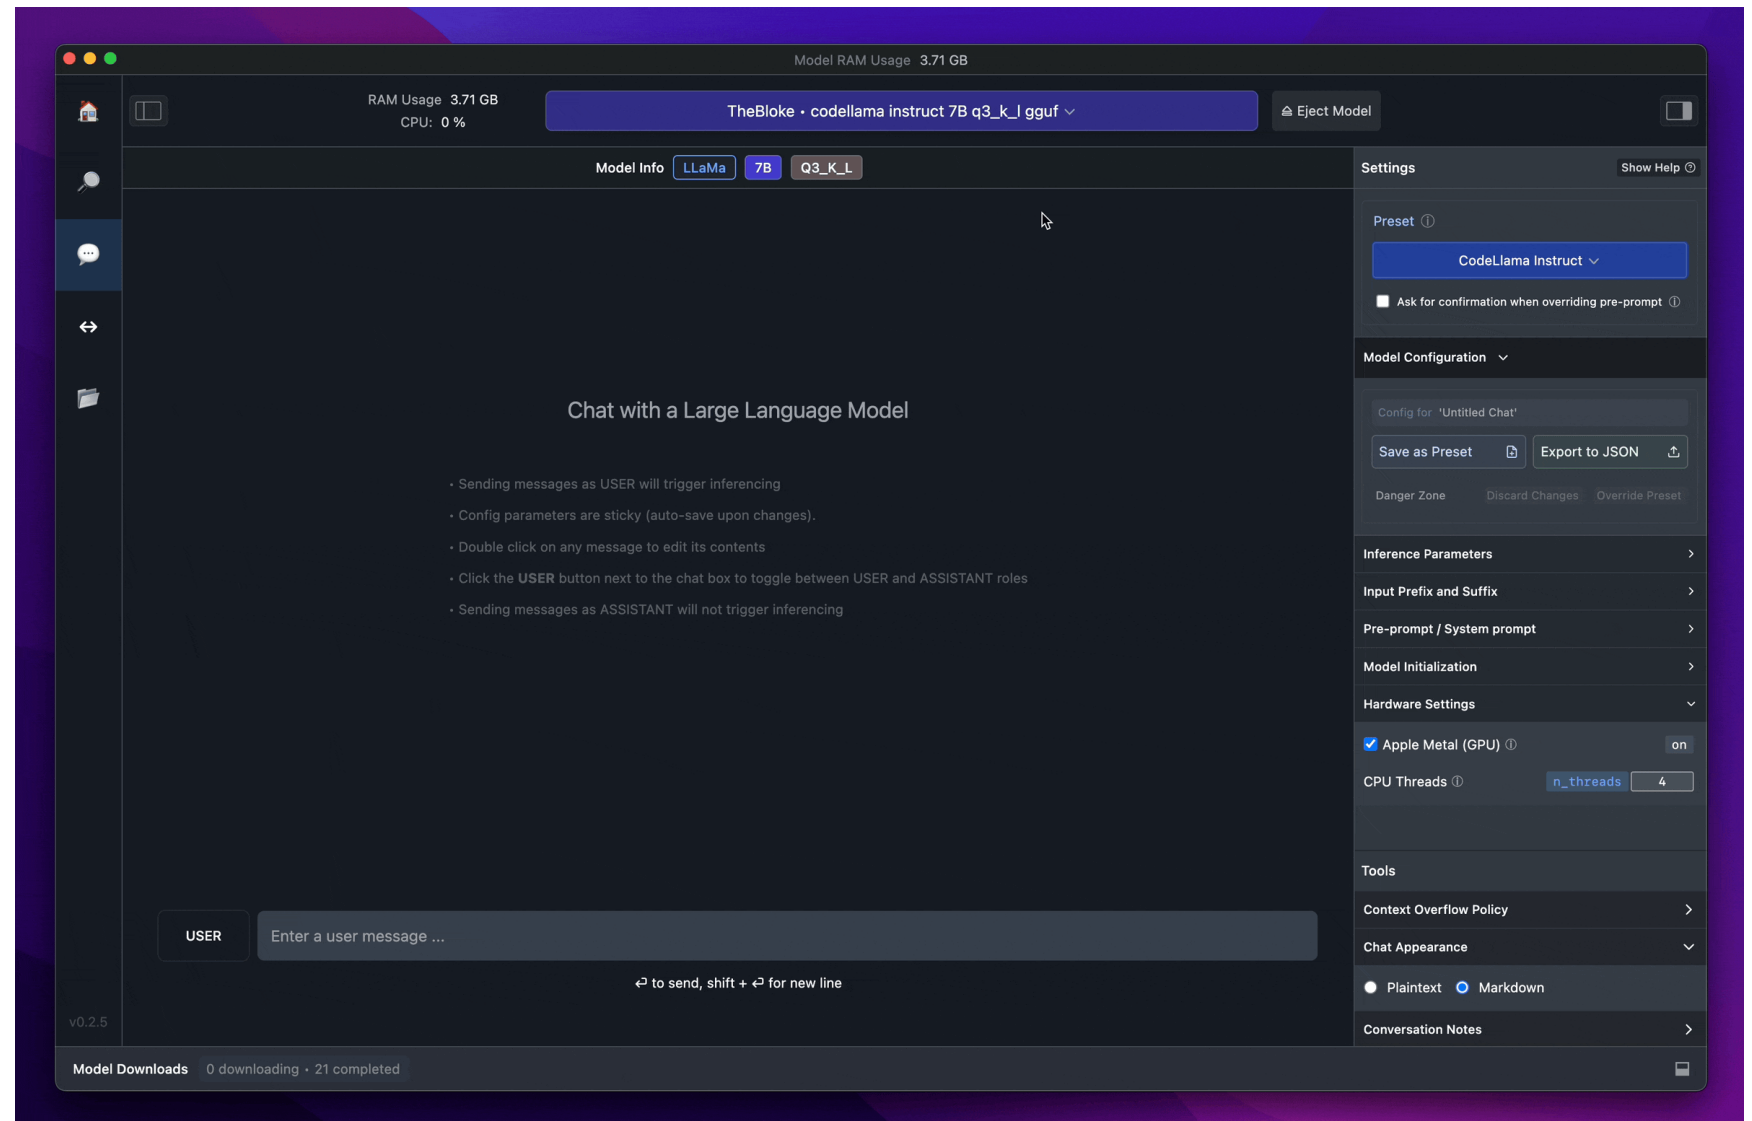 Model RAM Usage 3.71 GB
RAM Usage 3.71 GB
CPU: 0 %
TheBloke • codellama instruct 7B q3_k_l gguf
Eject Model
Model Info LLaMa 7B Q3_K_L
Settings
Show Help
Preset
CodeLlama Instruct
Ask for confirmation when overriding pre-prompt
Model Configuration
Config for 'Untitled Chat'
Save as Preset
Export to JSON
Danger Zone Discard Changes Override Preset
Chat with a Large Language Model
• Sending messages as USER will trigger inferencing
• Config parameters are sticky (auto-save upon changes).
• Double click on any message to edit its contents
• Click the USER button next to the chat box to toggle between USER and ASSISTANT roles
• Sending messages as ASSISTANT will not trigger inferencing
Inference Parameters
Input Prefix and Suffix
Pre-prompt / System prompt
Model Initialization
Hardware Settings
Apple Metal (GPU) on
CPU Threads n_threads 4
Tools
Context Overflow Policy
Chat Appearance
Plaintext Markdown
Conversation Notes
USER
Enter a user message ...
⏎ to send, shift + ⏎ for new line
v0.2.5
Model Downloads 0 downloading • 21 completed